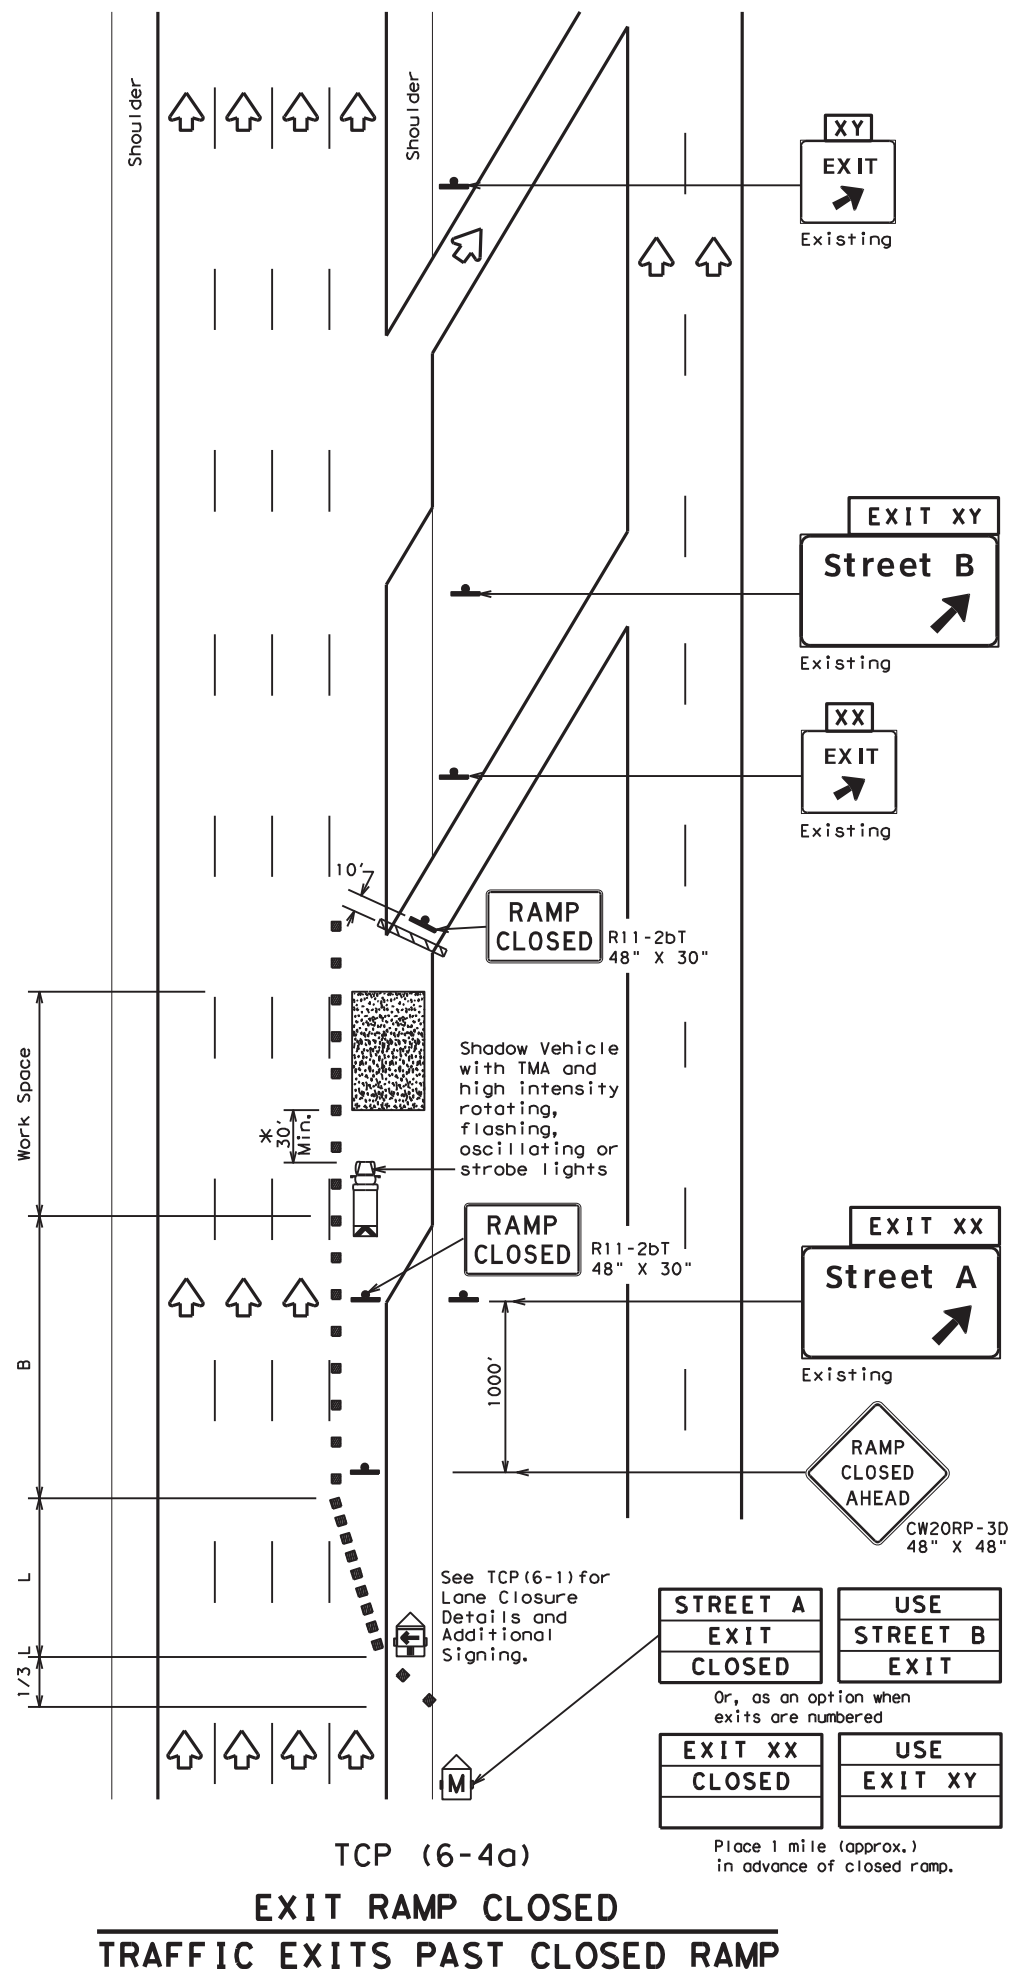 Shoulder
Shoulder
XY
EXIT
Existing
EXIT XY
Street B
Existing
XX
EXIT
Existing
10'
RAMP
CLOSED
R11-2bT
48" X 30"
Work Space
*
30'
Min.
Shadow Vehicle
with TMA and
high intensity
rotating,
flashing,
oscillating or
strobe lights
RAMP
CLOSED
R11-2bT
48" X 30"
EXIT XX
Street A
Existing
B
1000'
RAMP
CLOSED
AHEAD
CW20RP-3D
48" X 48"
L
1/3 L
See TCP(6-1)for
Lane Closure
Details and
Additional
Signing.
STREET A
EXIT
CLOSED
USE
STREET B
EXIT
Or, as an option when
exits are numbered
EXIT XX
CLOSED
USE
EXIT XY
M
Place 1 mile (approx.)
in advance of closed ramp.
TCP (6-4a)
EXIT RAMP CLOSED
TRAFFIC EXITS PAST CLOSED RAMP